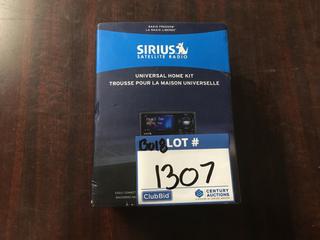 RADIO FREEDOM
LA RADIO LIBERÉE
SIRIUS
SATELLITE RADIO
UNIVERSAL HOME KIT
TROUSSE POUR LA MAISON UNIVERSELLE
LOT #
1307
ClubBid
CENTURY
AUCTIONS